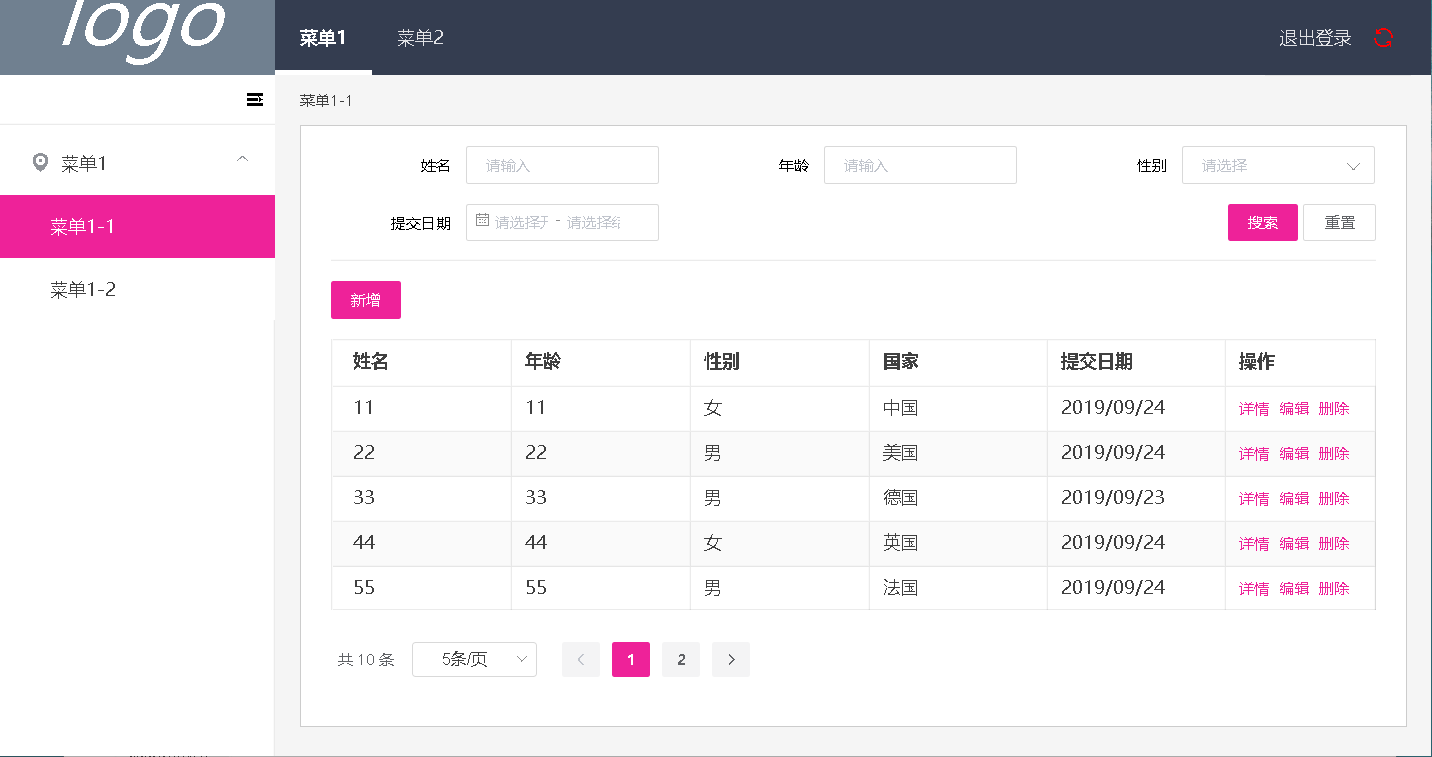 logo
菜单1 菜单2 退出登录
菜单1-1
菜单1
菜单1-1
菜单1-2
姓名 请输入 年龄 请输入 性别 请选择
提交日期 请选择 - 请选择 搜索 重置
新增
姓名 年龄 性别 国家 提交日期 操作
11 11 女 中国 2019/09/24 详情 编辑 删除
22 22 男 美国 2019/09/24 详情 编辑 删除
33 33 男 德国 2019/09/23 详情 编辑 删除
44 44 女 英国 2019/09/24 详情 编辑 删除
55 55 男 法国 2019/09/24 详情 编辑 删除
共 10 条 5条/页 1 2